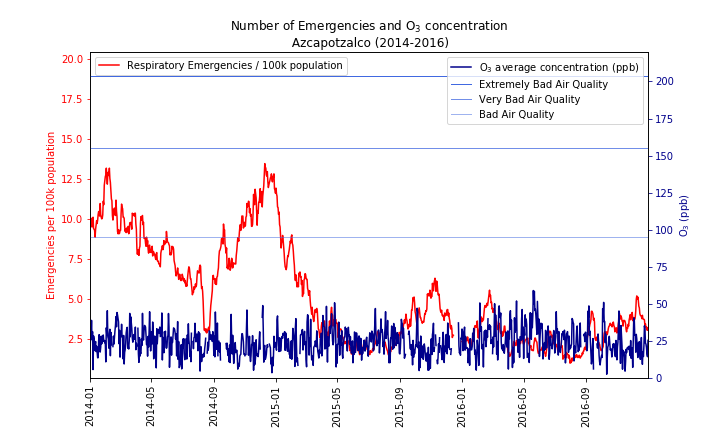 Number of Emergencies and O₃ concentration
Azcapotzalco (2014-2016)
Respiratory Emergencies / 100k population
O₃ average concentration (ppb)
Extremely Bad Air Quality
Very Bad Air Quality
Bad Air Quality
Emergencies per 100k population
20.0
17.5
15.0
12.5
10.0
7.5
5.0
2.5
200
175
150
125
100
75
50
25
0
O₃ (ppb)
2014-01
2014-05
2014-09
2015-01
2015-05
2015-09
2016-01
2016-05
2016-09